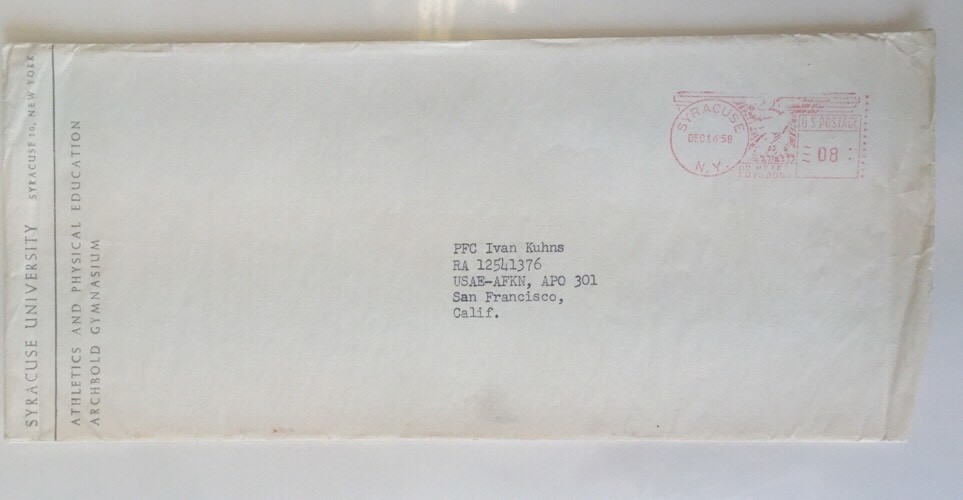 SYRACUSE UNIVERSITY SYRACUSE 10, NEW YORK
ATHLETICS AND PHYSICAL EDUCATION
ARCHBOLD GYMNASIUM
SYRACUSE
DEC 16 '58
N.Y.
U.S. POSTAGE
08
PFC Ivan Kuhns
RA 12541376
USAE-AFKN, APO 301
San Francisco,
Calif.